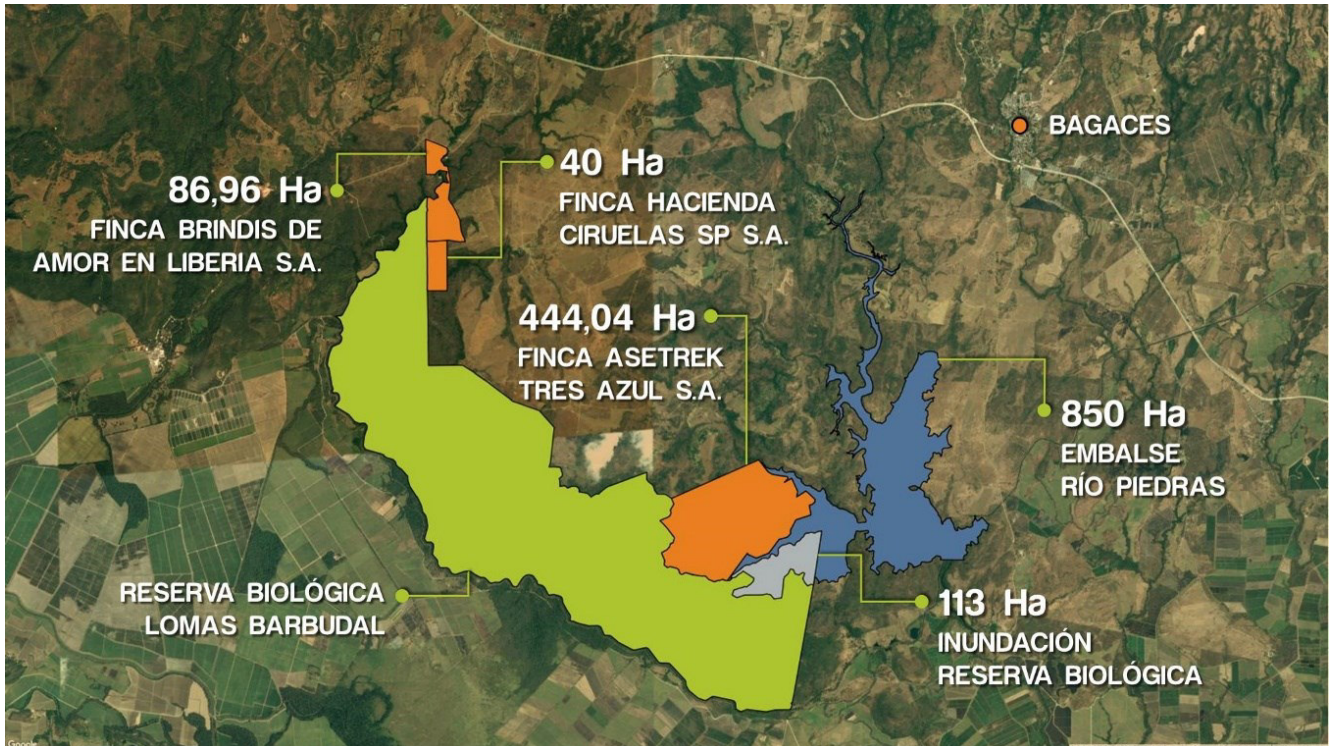 BAGACES
86,96 Ha
FINCA BRINDIS DE
AMOR EN LIBERIA S.A.
40 Ha
FINCA HACIENDA
CIRUELAS SP S.A.
444,04 Ha
FINCA ASETREK
TRES AZUL S.A.
850 Ha
EMBALSE
RÍO PIEDRAS
RESERVA BIOLÓGICA
LOMAS BARBUDAL
113 Ha
INUNDACIÓN
RESERVA BIOLÓGICA
Google